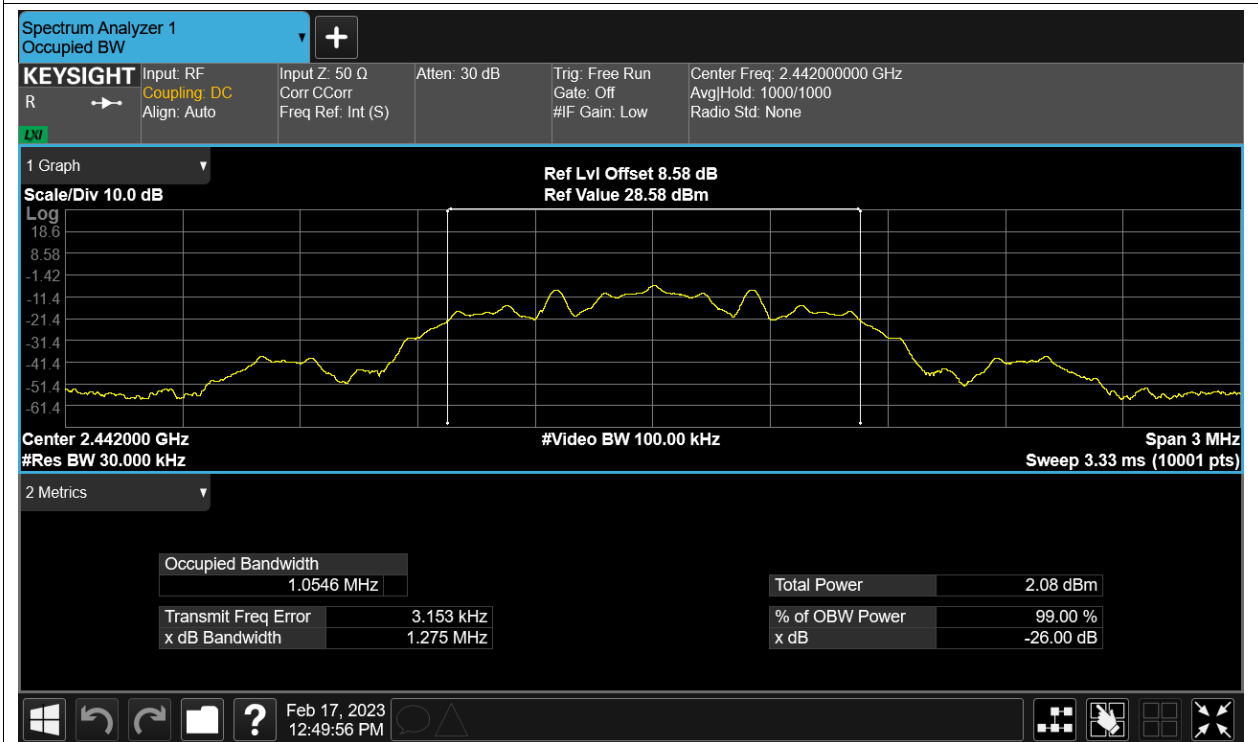 Spectrum Analyzer 1
Occupied BW
KEYSIGHT
R
LXI
Input: RF
Coupling: DC
Align: Auto
Input Z: 50 Ω
Corr CCorr
Freq Ref: Int (S)
Atten: 30 dB
Trig: Free Run
Gate: Off
#IF Gain: Low
Center Freq: 2.442000000 GHz
Avg|Hold: 1000/1000
Radio Std: None
1 Graph
Ref Lvl Offset 8.58 dB
Scale/Div 10.0 dB
Ref Value 28.58 dBm
Log
18.6
8.58
-1.42
-11.4
-21.4
-31.4
-41.4
-51.4
-61.4
Center 2.442000 GHz
#Video BW 100.00 kHz
Span 3 MHz
#Res BW 30.000 kHz
Sweep 3.33 ms (10001 pts)
2 Metrics
Occupied Bandwidth
1.0546 MHz
Total Power 2.08 dBm
Transmit Freq Error 3.153 kHz
% of OBW Power 99.00 %
x dB Bandwidth 1.275 MHz
x dB -26.00 dB
?
Feb 17, 2023
12:49:56 PM